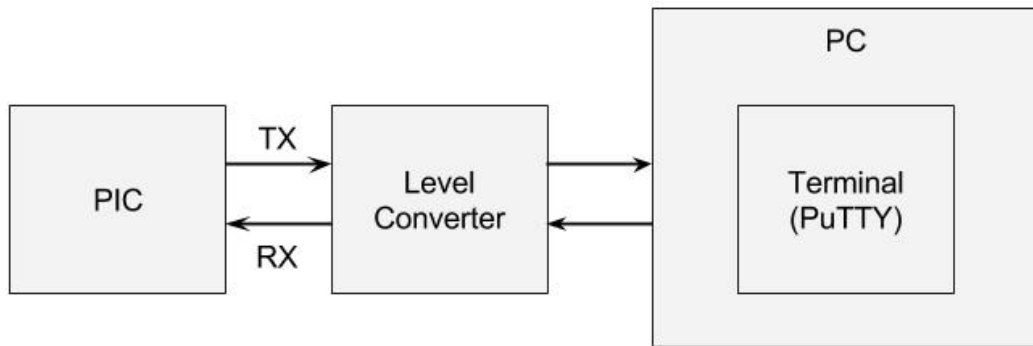 PC
TX
PIC
Level
Converter
Terminal
(PuTTY)
RX